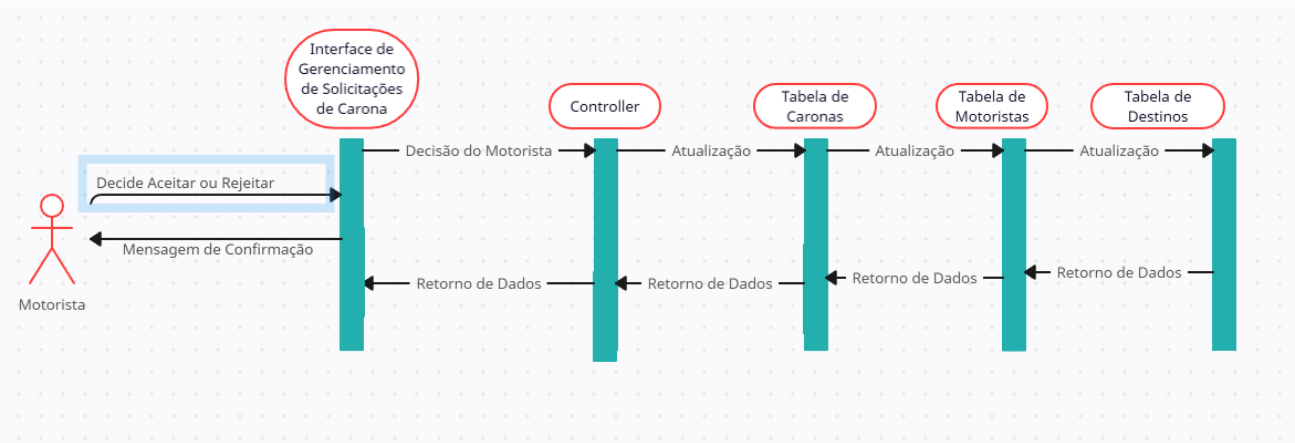 Interface de
Gerenciamento
de Solicitações
de Carona
Controller
Tabela de
Caronas
Tabela de
Motoristas
Tabela de
Destinos
Decisão do Motorista
Atualização
Atualização
Atualização
Decide Aceitar ou Rejeitar
Mensagem de Confirmação
Retorno de Dados
Retorno de Dados
Retorno de Dados
Retorno de Dados
Motorista